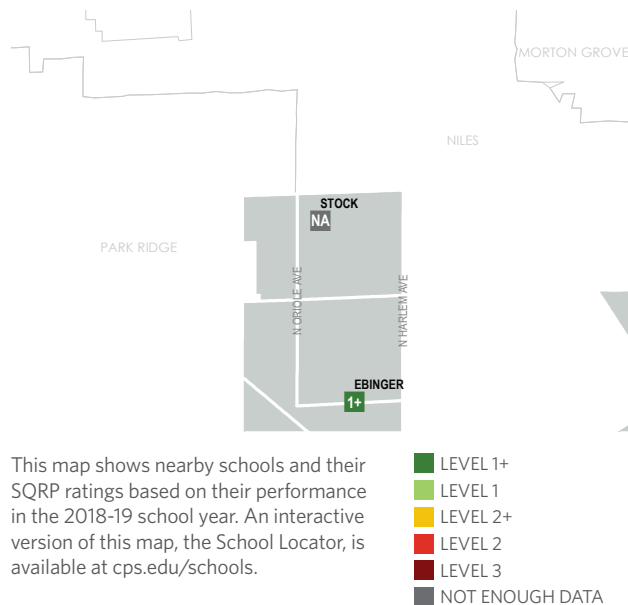 MORTON GROVE
NILES
STOCK
NA
PARK RIDGE
N ORIOLE AVE
N HARLEM AVE
EBINGER
1+
This map shows nearby schools and their
SQRP ratings based on their performance
in the 2018-19 school year. An interactive
version of this map, the School Locator, is
available at cps.edu/schools.
LEVEL 1+
LEVEL 1
LEVEL 2+
LEVEL 2
LEVEL 3
NOT ENOUGH DATA